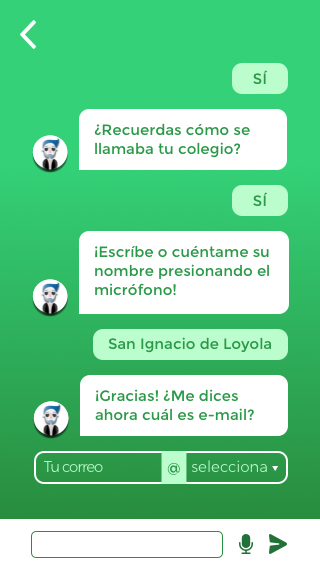 SÍ
¿Recuerdas cómo se
llamaba tu colegio?
SÍ
¡Escríbe o cuéntame su
nombre presionando el
micrófono!
San Ignacio de Loyola
¡Gracias! ¿Me dices
ahora cuál es e-mail?
Tu correo @ selecciona